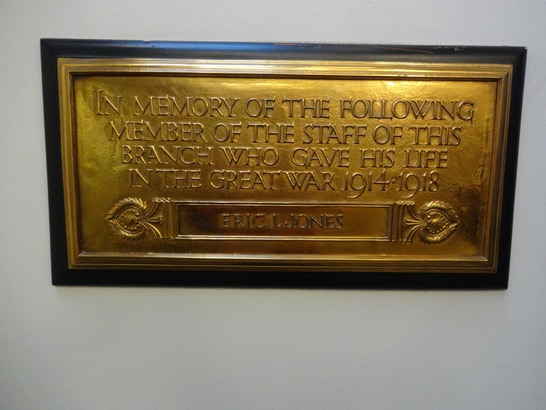 IN MEMORY OF THE FOLLOWING
MEMBER OF THE STAFF OF THIS
BRANCH WHO GAVE HIS LIFE
IN THE GREAT WAR 1914·1918
ERIC I. JONES